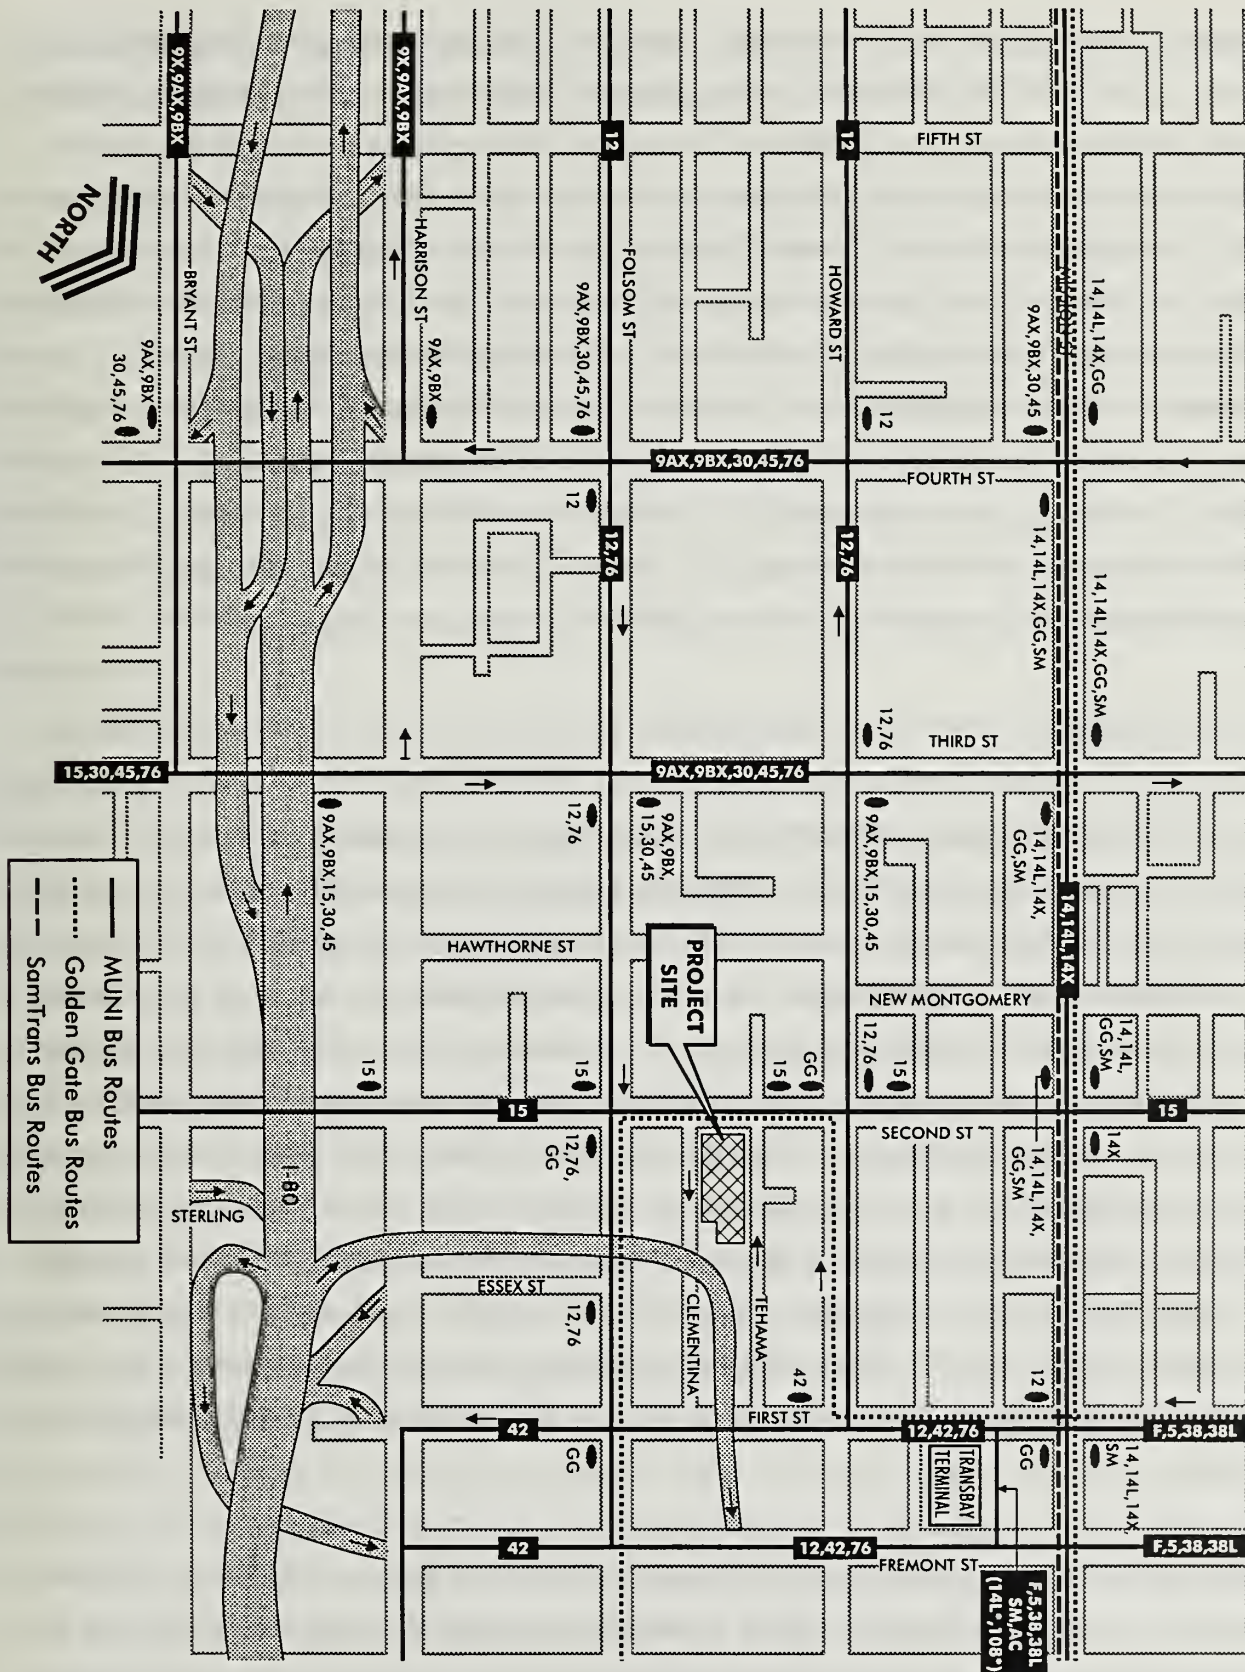 9X,9AX,9BX
9X,9AX,9BX
12
12
FIFTH ST
NORTH
BRYANT ST
HARRISON ST
FOLSOM ST
HOWARD ST
9AX,9BX
30,45,76
9AX,9BX
9AX,9BX,30,45,76
12
9AX,9BX,30,45
14,14L,14X,GG
9AX,9BX,30,45,76
FOURTH ST
12
12,76
12,76
14,14L,14X,GG,SM
14,14L,14X,GG,SM
12,76
THIRD ST
15,30,45,76
9AX,9BX,30,45,76
9AX,9BX,15,30,45
12,76
9AX,9BX,
15,30,45
9AX,9BX,15,30,45
14,14L,14X,
GG,SM
14,14L,14X
HAWTHORNE ST
PROJECT
SITE
NEW MONTGOMERY
15
15
15
GG
12,76
15
14,14L,
GG,SM
15
15
SECOND ST
12,76,
GG
14,14L,14X,
GG,SM
14X
I 80
STERLING
ESSEX ST
12,76
CLEMENTINA
TEHAMA
42
12
FIRST ST
42
12,42,76
F,5,38,38L
GG
TRANSBAY
TERMINAL
GG
14,14L,14X,
SM
42
12,42,76
F,5,38,38L
FREMONT ST
F,5,38,38L
SM,AC
(14L*,108*)
MUNI Bus Routes
Golden Gate Bus Routes
SamTrans Bus Routes